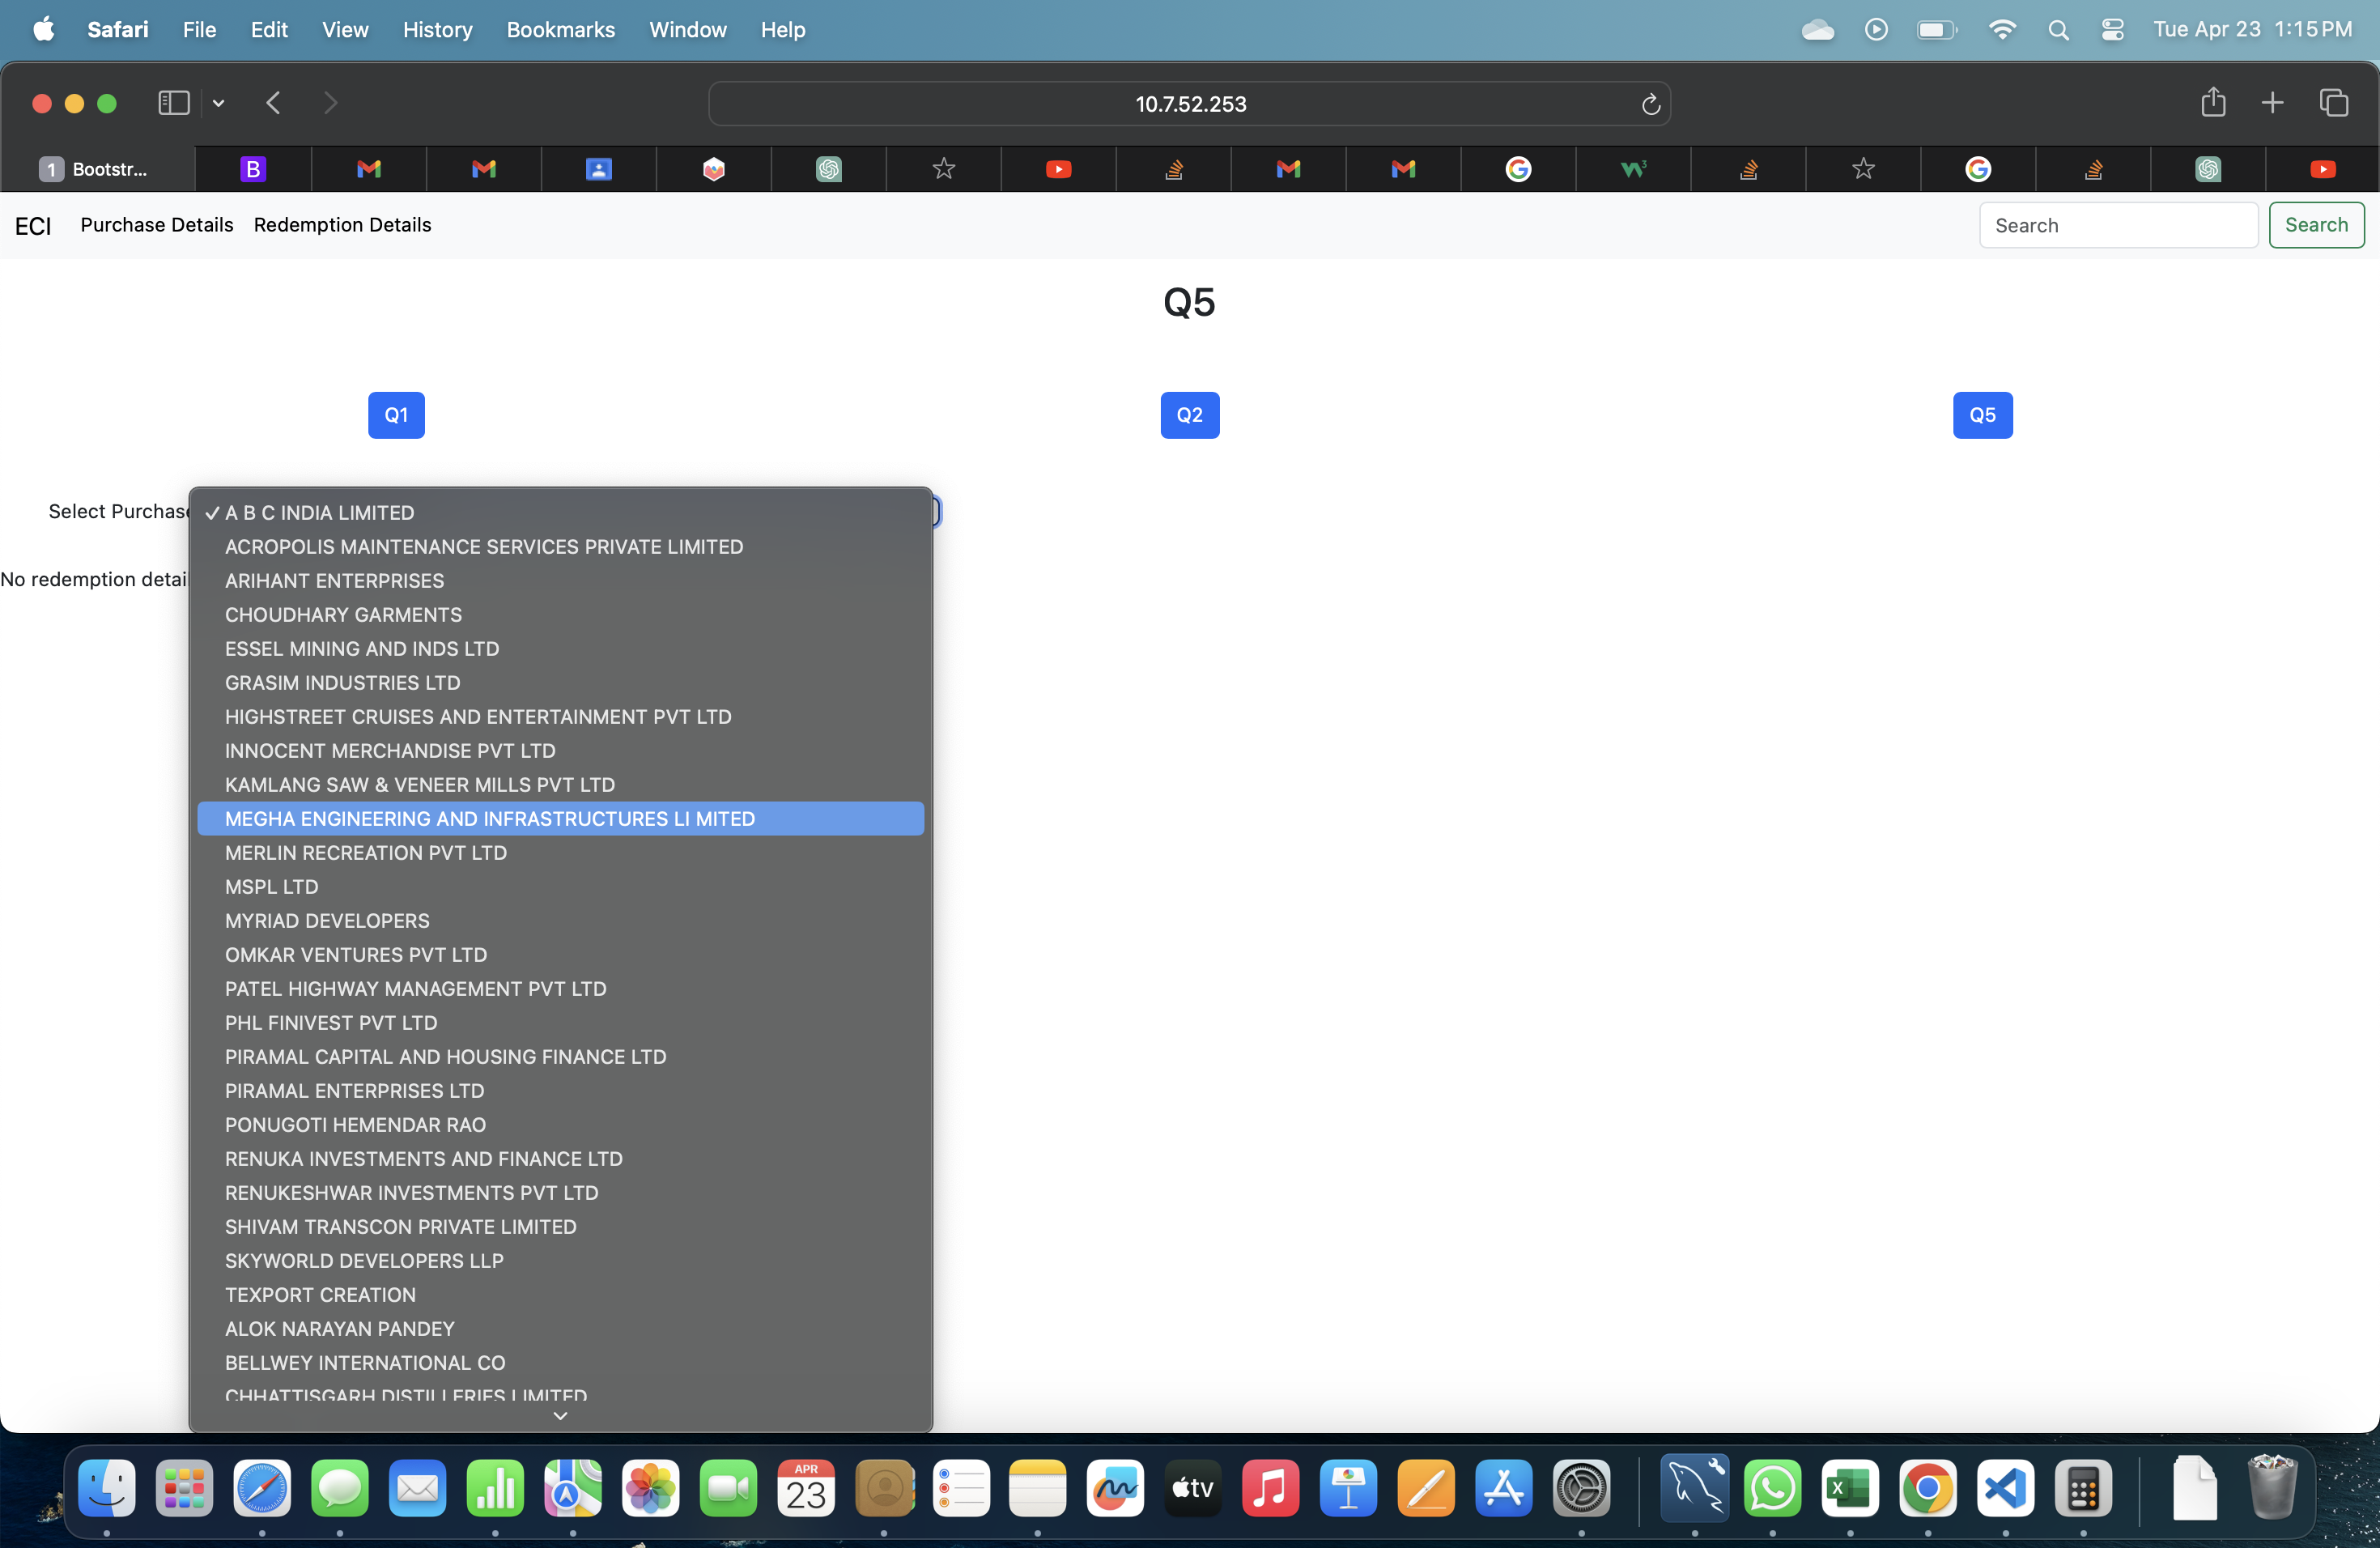 Safari File Edit View History Bookmarks Window Help Tue Apr 23 1:15 PM
10.7.52.253
1 Bootstr... B
ECI Purchase Details Redemption Details Search Search
Q5
Q1 Q2 Q5
Select Purchase
No redemption detai
✓ A B C INDIA LIMITED
ACROPOLIS MAINTENANCE SERVICES PRIVATE LIMITED
ARIHANT ENTERPRISES
CHOUDHARY GARMENTS
ESSEL MINING AND INDS LTD
GRASIM INDUSTRIES LTD
HIGHSTREET CRUISES AND ENTERTAINMENT PVT LTD
INNOCENT MERCHANDISE PVT LTD
KAMLANG SAW & VENEER MILLS PVT LTD
MEGHA ENGINEERING AND INFRASTRUCTURES LI MITED
MERLIN RECREATION PVT LTD
MSPL LTD
MYRIAD DEVELOPERS
OMKAR VENTURES PVT LTD
PATEL HIGHWAY MANAGEMENT PVT LTD
PHL FINIVEST PVT LTD
PIRAMAL CAPITAL AND HOUSING FINANCE LTD
PIRAMAL ENTERPRISES LTD
PONUGOTI HEMENDAR RAO
RENUKA INVESTMENTS AND FINANCE LTD
RENUKESHWAR INVESTMENTS PVT LTD
SHIVAM TRANSCON PRIVATE LIMITED
SKYWORLD DEVELOPERS LLP
TEXPORT CREATION
ALOK NARAYAN PANDEY
BELLWEY INTERNATIONAL CO
CHHATTISGARH DISTILLERIES LIMITED
APR
23
tv